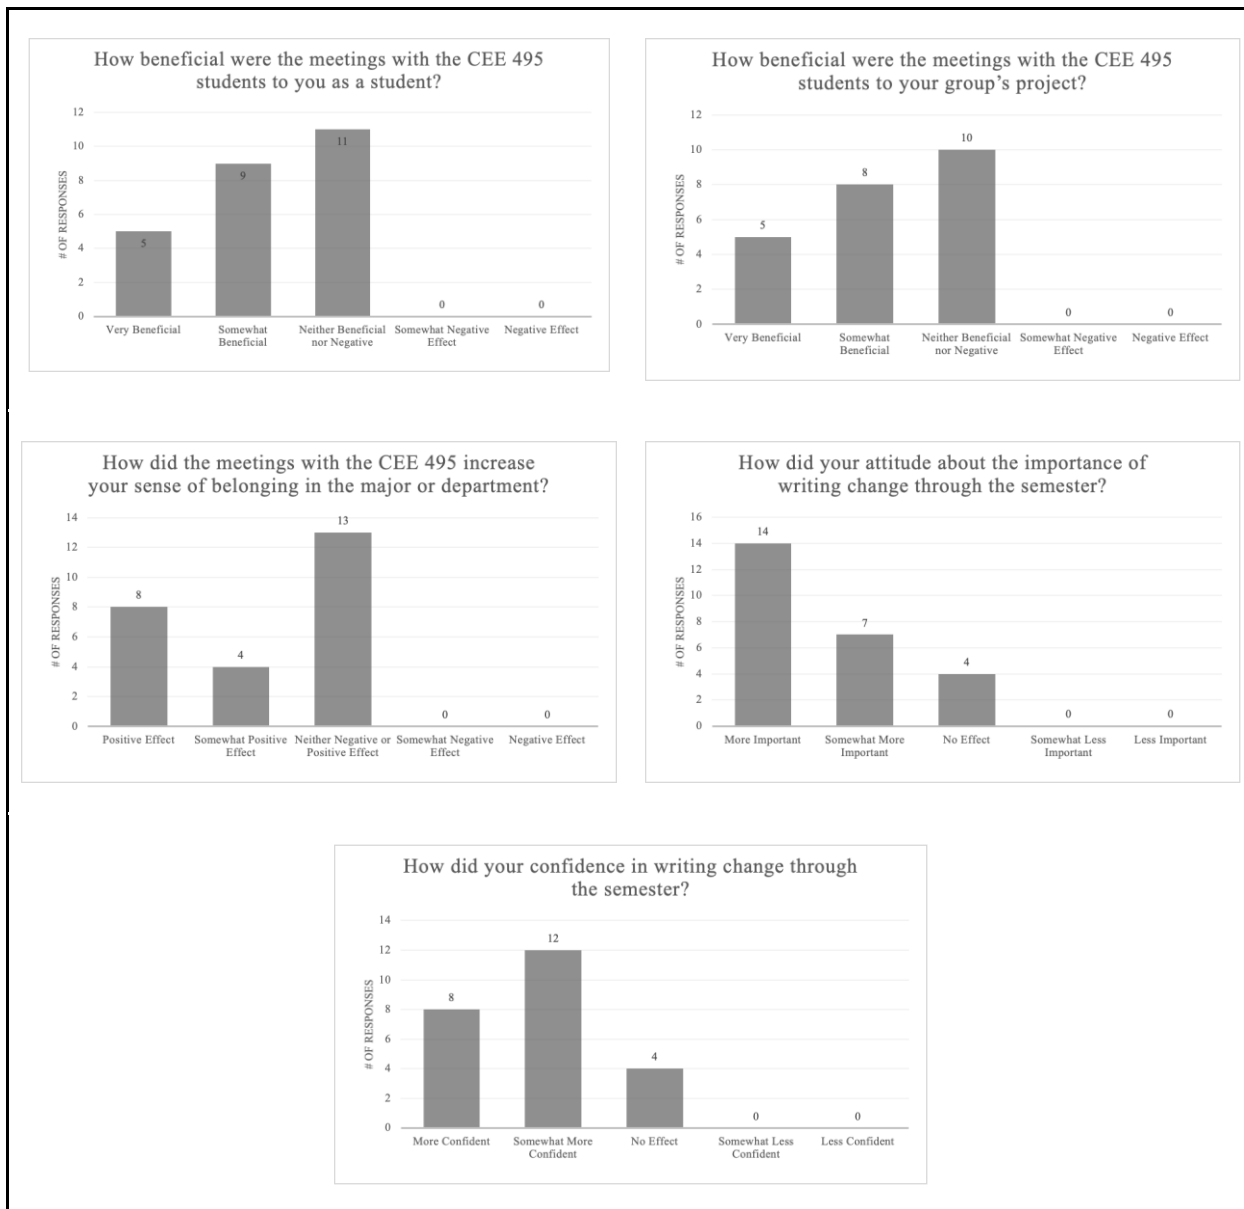 How beneficial were the meetings with the CEE 495
students to you as a student?
12
10
8
6
4
2
0
# OF RESPONSES
5
9
11
0
0
Very Beneficial
Somewhat
Beneficial
Neither Beneficial
nor Negative
Somewhat Negative
Effect
Negative Effect
How beneficial were the meetings with the CEE 495
students to your group’s project?
12
10
8
6
4
2
0
# OF RESPONSES
5
8
10
0
0
Very Beneficial
Somewhat
Beneficial
Neither Beneficial
nor Negative
Somewhat Negative
Effect
Negative Effect
How did the meetings with the CEE 495 increase
your sense of belonging in the major or department?
14
12
10
8
6
4
2
0
# OF RESPONSES
8
4
13
0
0
Positive Effect
Somewhat Positive
Effect
Neither Negative or
Positive Effect
Somewhat Negative
Effect
Negative Effect
How did your attitude about the importance of
writing change through the semester?
16
14
12
10
8
6
4
2
0
# OF RESPONSES
14
7
4
0
0
More Important
Somewhat More
Important
No Effect
Somewhat Less
Important
Less Important
How did your confidence in writing change through
the semester?
14
12
10
8
6
4
2
0
# OF RESPONSES
8
12
4
0
0
More Confident
Somewhat More
Confident
No Effect
Somewhat Less
Confident
Less Confident